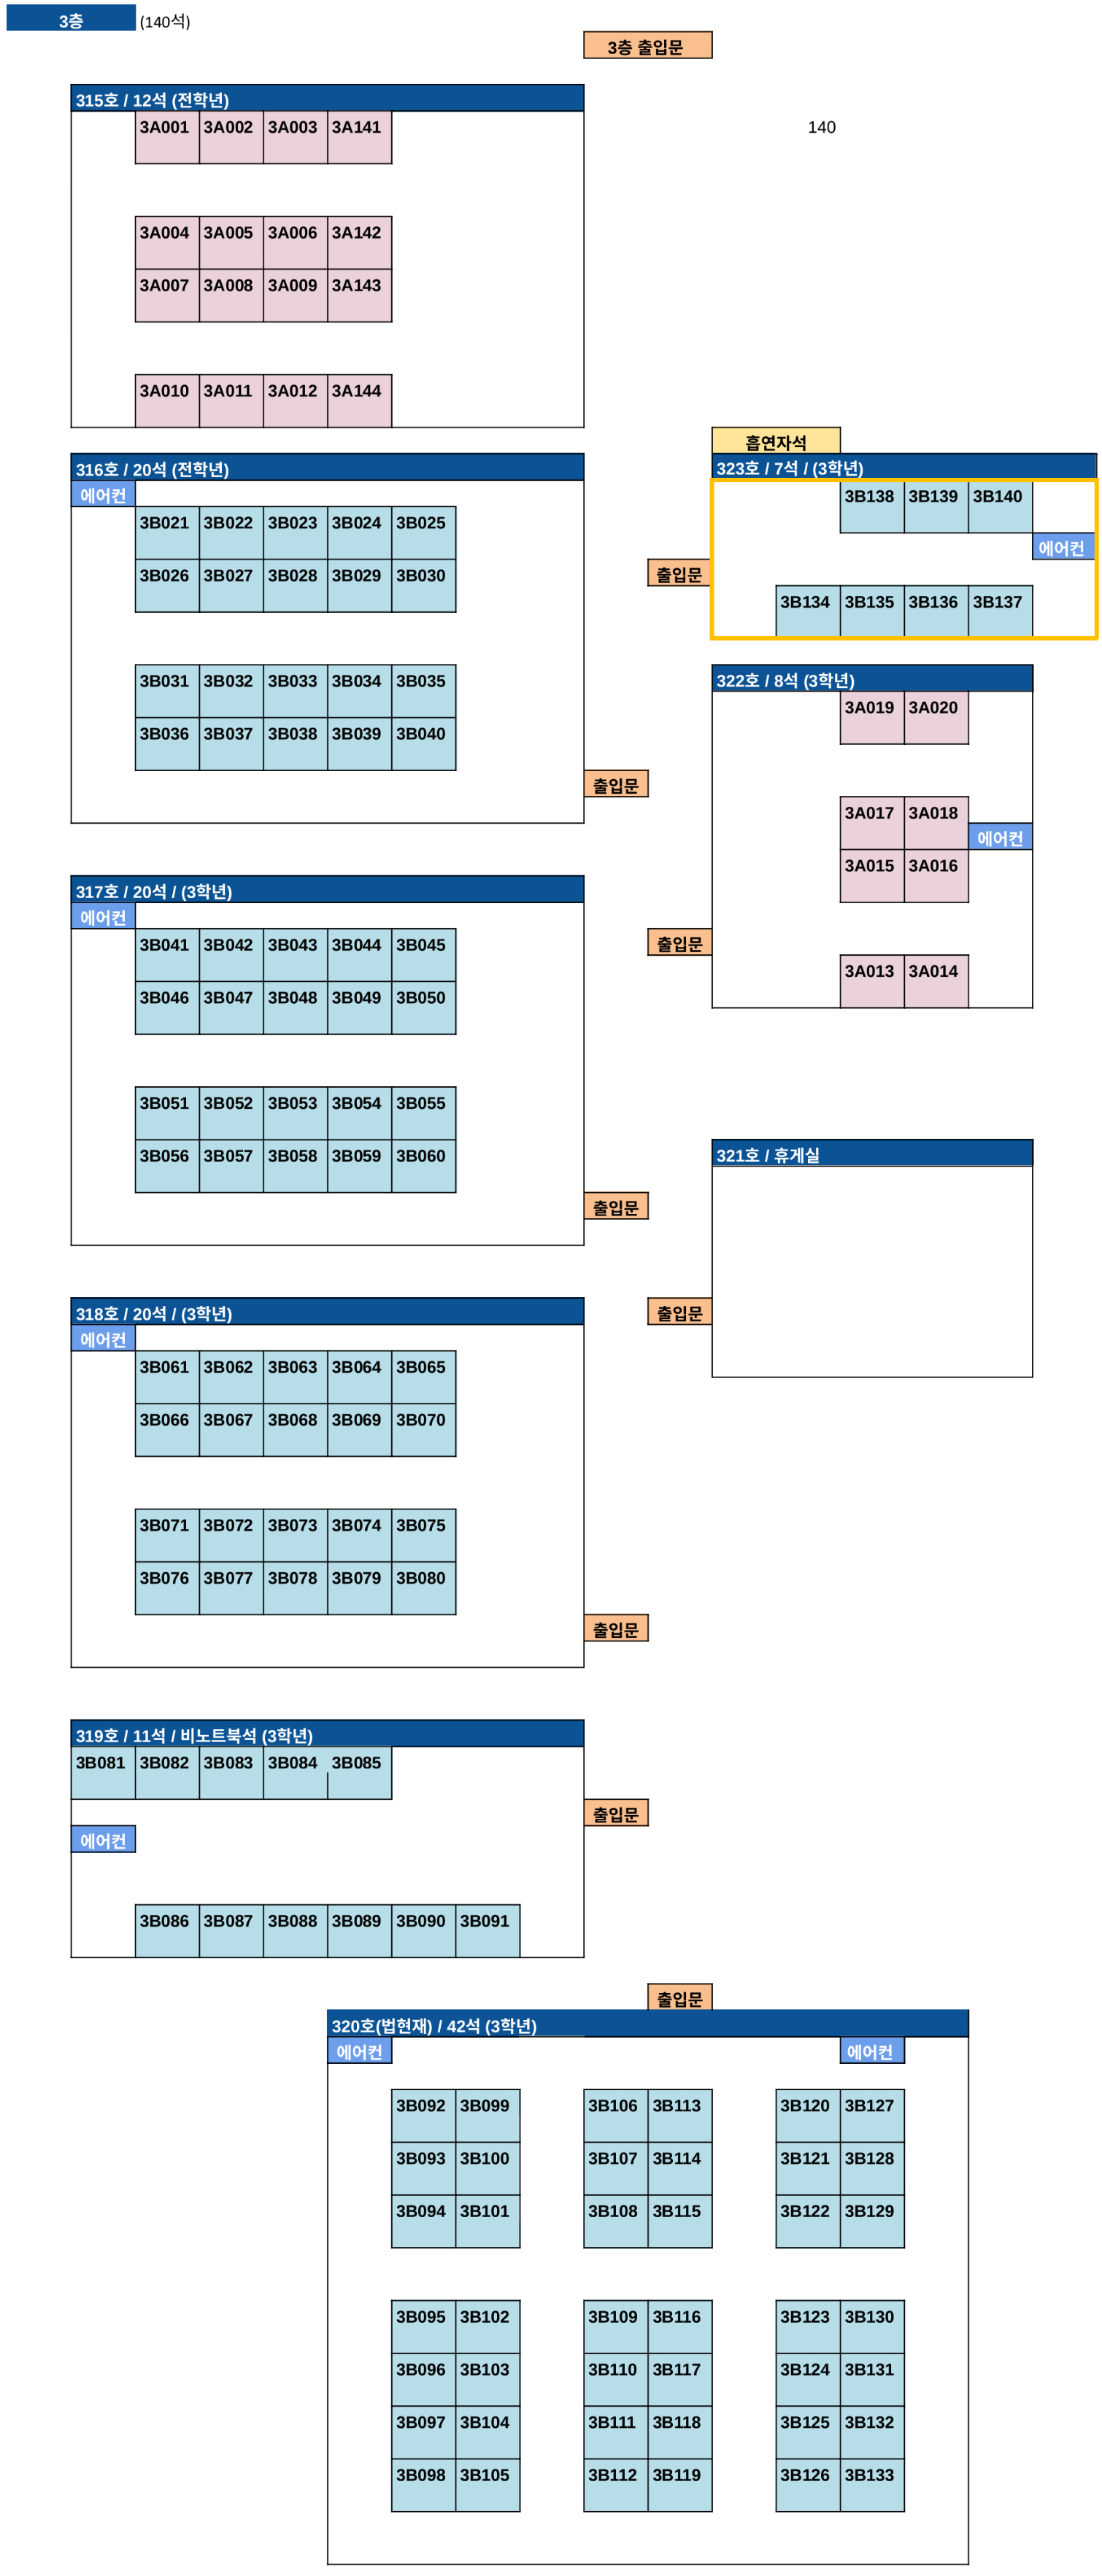 3층 (140석)
3층 출입문
315호 / 12석 (전학년)
3A001 3A002 3A003 3A141
140
3A004 3A005 3A006 3A142
3A007 3A008 3A009 3A143
3A010 3A011 3A012 3A144
흡연자석
316호 / 20석 (전학년)
에어컨
3B021 3B022 3B023 3B024 3B025
3B026 3B027 3B028 3B029 3B030
3B031 3B032 3B033 3B034 3B035
3B036 3B037 3B038 3B039 3B040
출입문
323호 / 7석 / (3학년)
3B138 3B139 3B140
에어컨
출입문
3B134 3B135 3B136 3B137
322호 / 8석 (3학년)
3A019 3A020
3A017 3A018
에어컨
3A015 3A016
출입문
3A013 3A014
317호 / 20석 / (3학년)
에어컨
3B041 3B042 3B043 3B044 3B045
3B046 3B047 3B048 3B049 3B050
3B051 3B052 3B053 3B054 3B055
3B056 3B057 3B058 3B059 3B060
출입문
321호 / 휴게실
출입문
318호 / 20석 / (3학년)
에어컨
3B061 3B062 3B063 3B064 3B065
3B066 3B067 3B068 3B069 3B070
3B071 3B072 3B073 3B074 3B075
3B076 3B077 3B078 3B079 3B080
출입문
319호 / 11석 / 비노트북석 (3학년)
3B081 3B082 3B083 3B084 3B085
출입문
에어컨
3B086 3B087 3B088 3B089 3B090 3B091
출입문
320호(법현재) / 42석 (3학년)
에어컨 에어컨
3B092 3B099 3B106 3B113 3B120 3B127
3B093 3B100 3B107 3B114 3B121 3B128
3B094 3B101 3B108 3B115 3B122 3B129
3B095 3B102 3B109 3B116 3B123 3B130
3B096 3B103 3B110 3B117 3B124 3B131
3B097 3B104 3B111 3B118 3B125 3B132
3B098 3B105 3B112 3B119 3B126 3B133